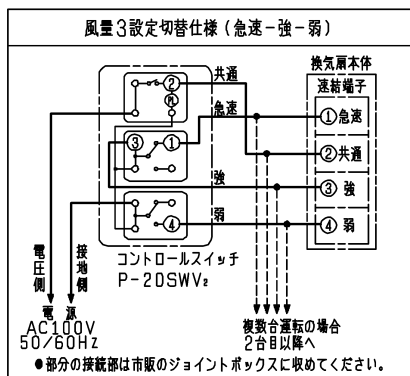 風量3設定切替仕様(急速-強-弱)
換気扇本体
速結端子
共通
急速
強
弱
②
③
①
④
①急速
②共通
③強
④弱
コントロールスイッチ
P-20SWV₂
電圧側
接地側
電源
AC100V
50/60Hz
複数台運転の場合
2台目以降へ
●部分の接続部は市販のジョイントボックスに収めてください。